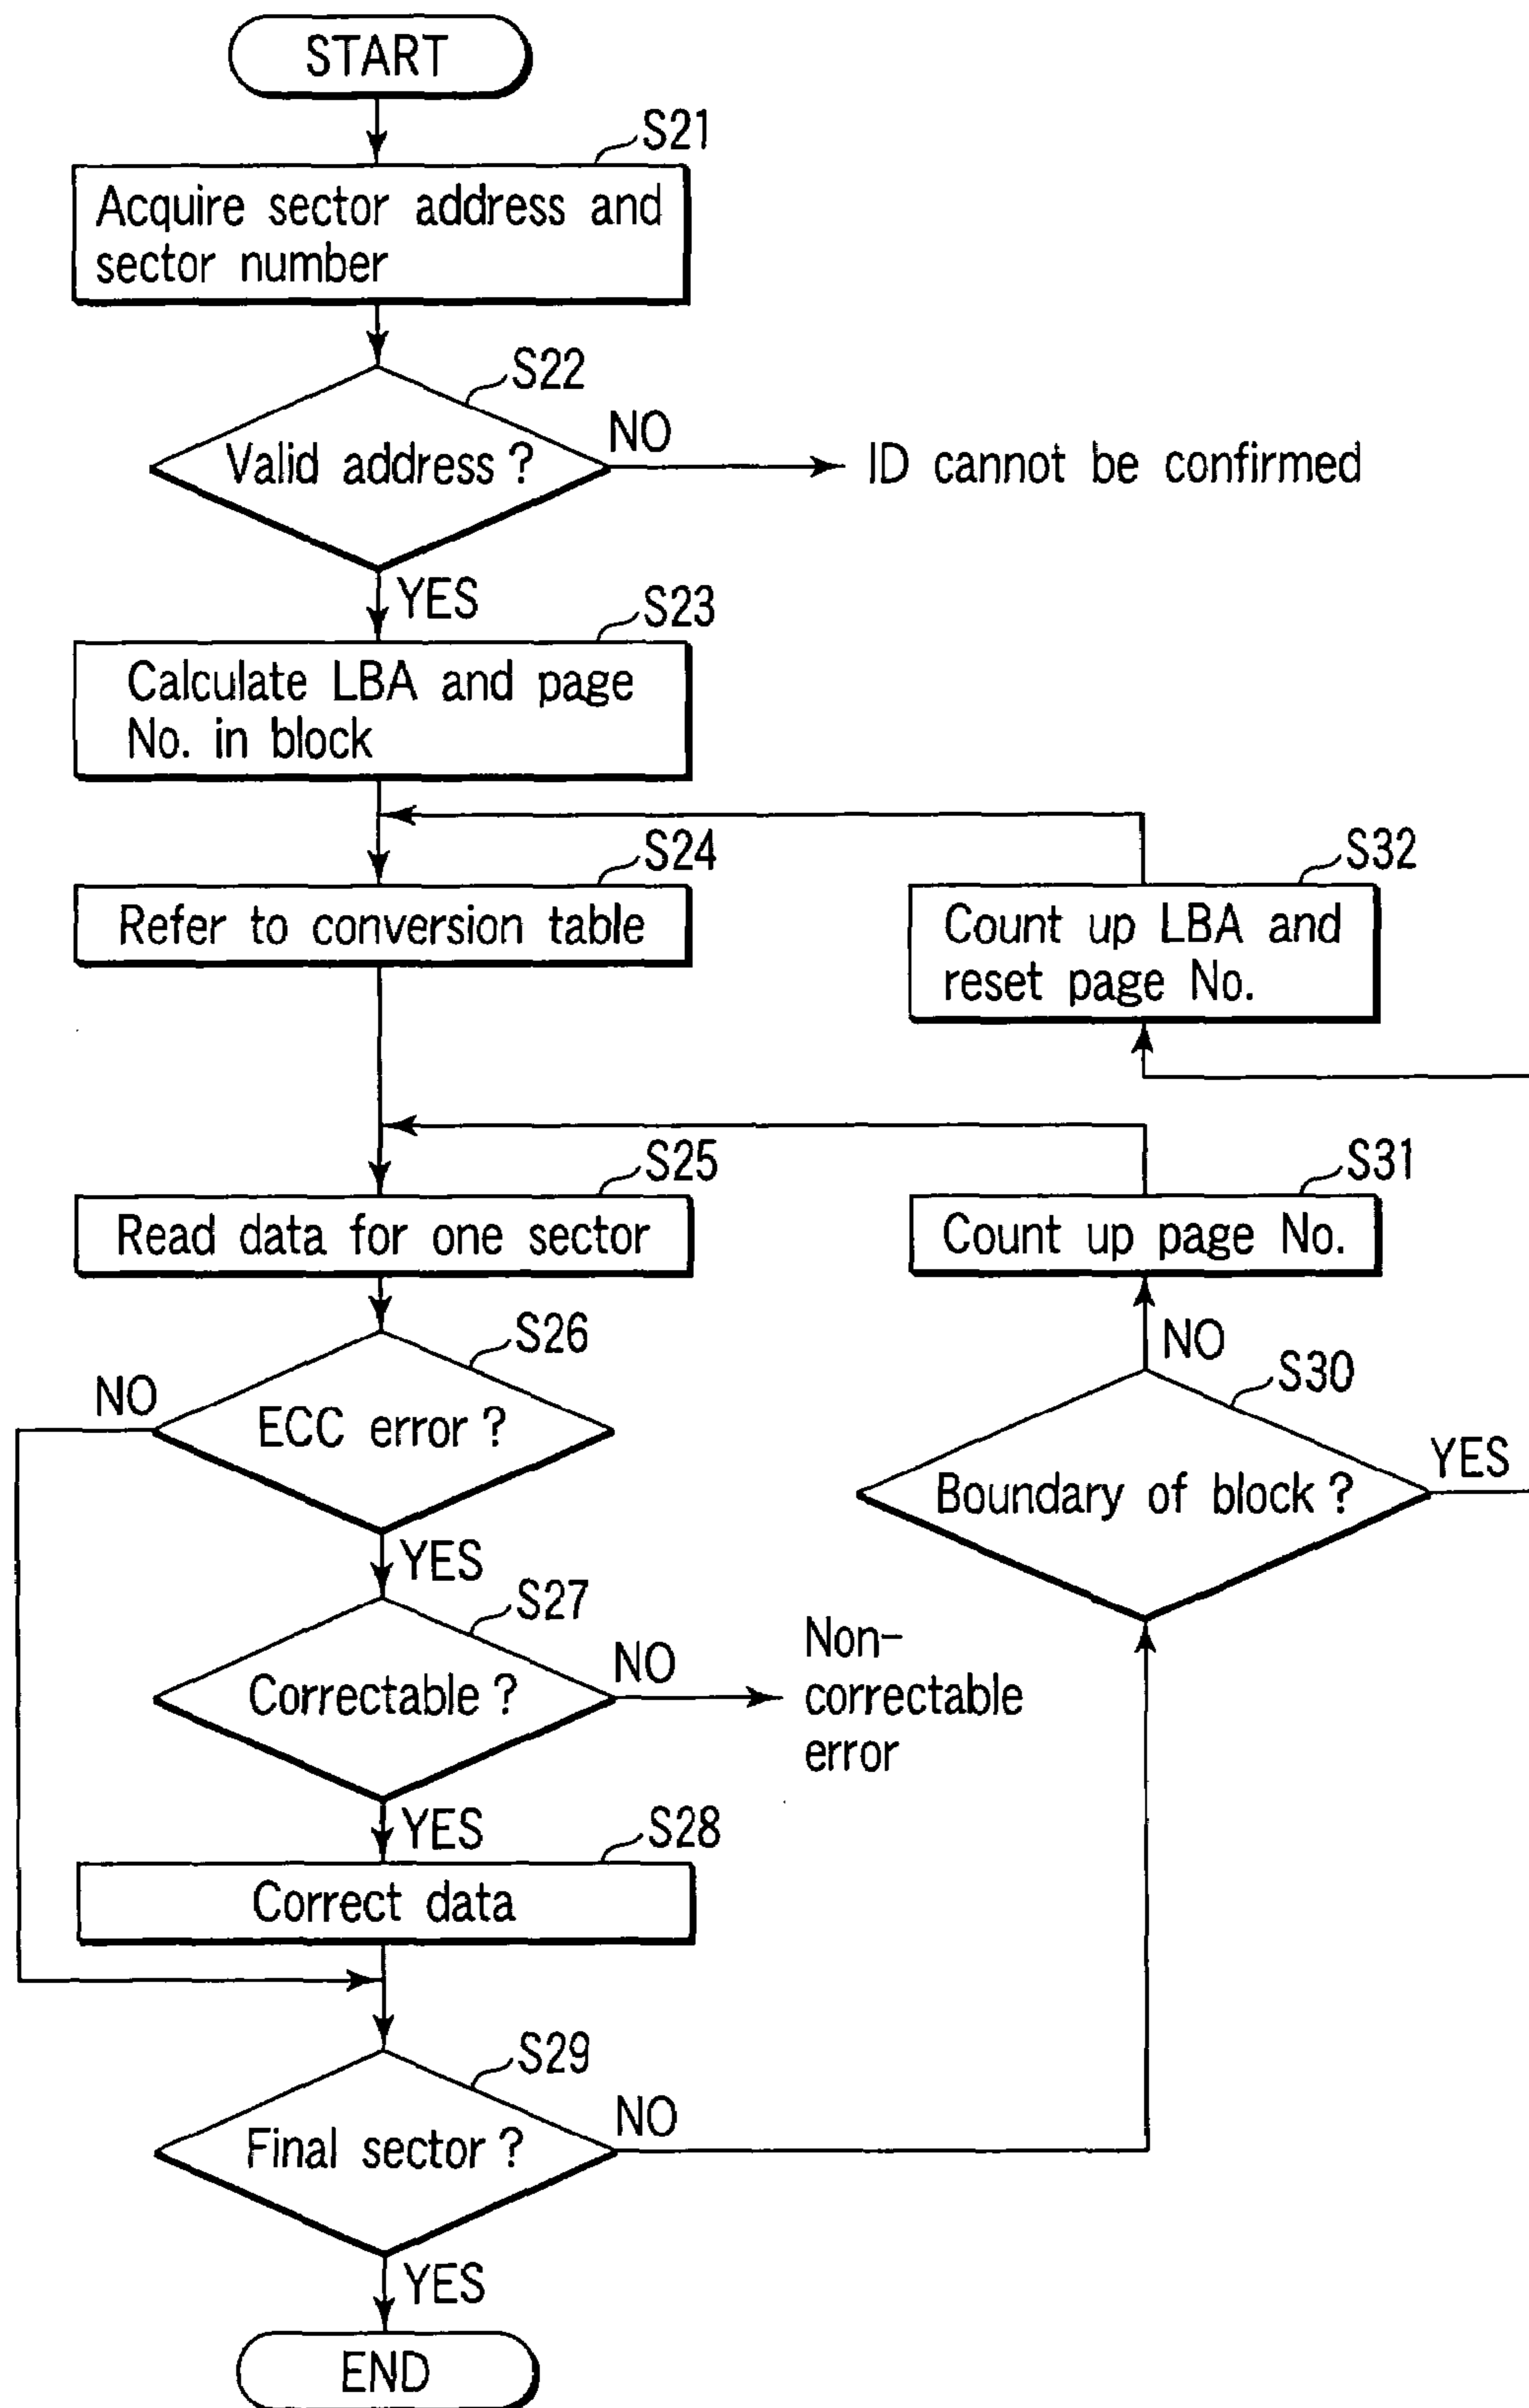 START
S21
Acquire sector address and
sector number
S22
Valid address ?
NO
ID cannot be confirmed
YES
S23
Calculate LBA and page
No. in block
S24
Refer to conversion table
S32
Count up LBA and
reset page No.
S25
Read data for one sector
S31
Count up page No.
S26
NO
ECC error ?
YES
NO
S30
Boundary of block ?
YES
S27
Correctable ?
NO
Non-
correctable
error
YES
S28
Correct data
S29
Final sector ?
NO
YES
END